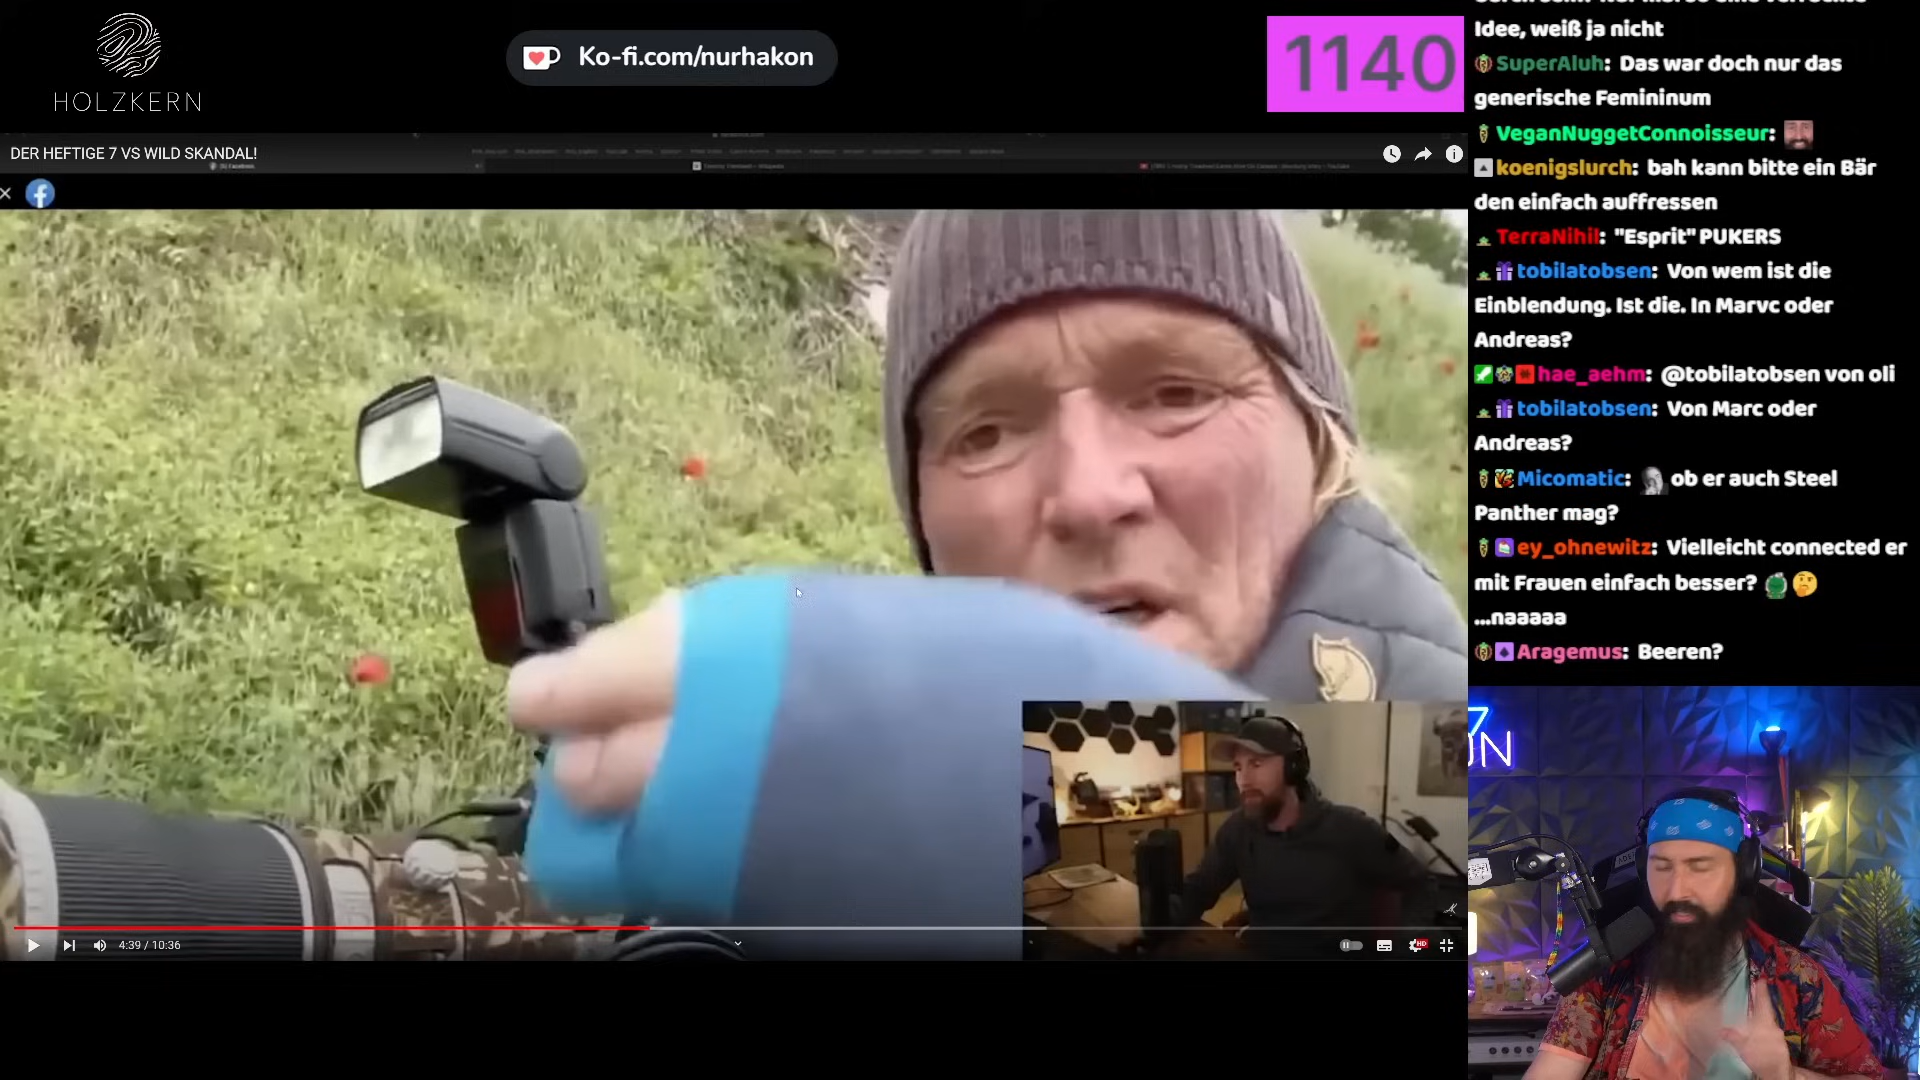 HOLZKERN
Ko-fi.com/nurhakon
1140
DER HEFTIGE 7 VS WILD SKANDAL!
4:39 / 10:36
HD
Idee, weiß ja nicht
SuperAluh: Das war doch nur das
generische Femininum
VeganNuggetConnoisseur:
koenigslurch: bah kann bitte ein Bär
den einfach auffressen
TerraNihil: "Esprit" PUKERS
tobilatobsen: Von wem ist die
Einblendung. Ist die. In Marvc oder
Andreas?
hae_aehm: @tobilatobsen von oli
tobilatobsen: Von Marc oder
Andreas?
Micomatic: ob er auch Steel
Panther mag?
ey_ohnewitz: Vielleicht connected er
mit Frauen einfach besser?
...naaaaa
Aragemus: Beeren?